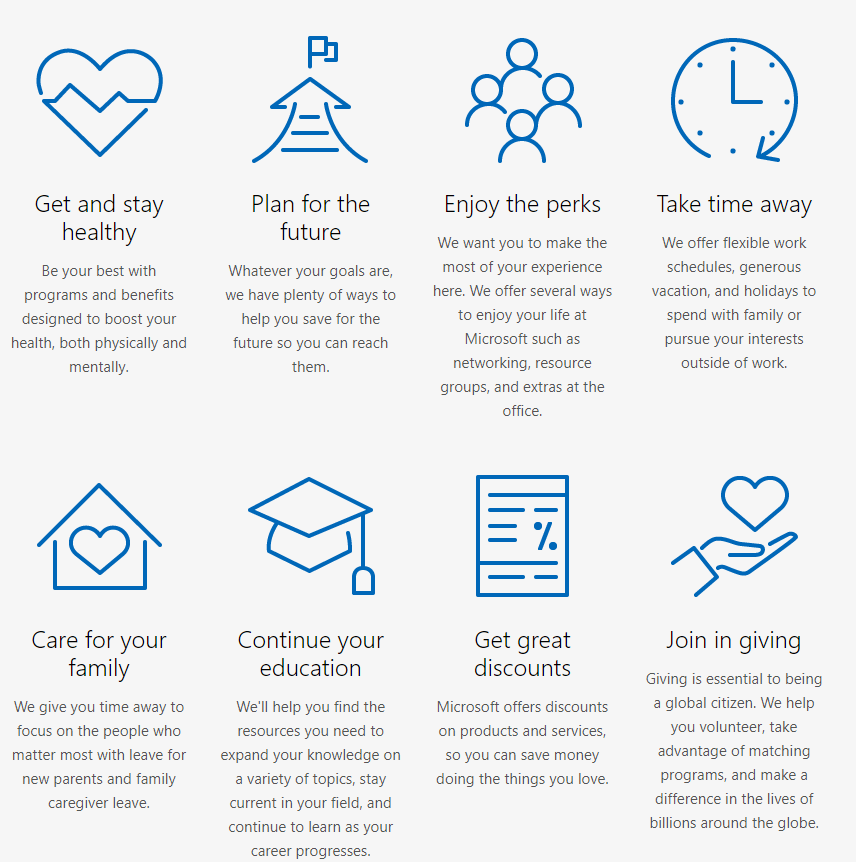 Get and stay
healthy
Be your best with
programs and benefits
designed to boost your
health, both physically and
mentally.
Plan for the
future
Whatever your goals are,
we have plenty of ways to
help you save for the
future so you can reach
them.
Enjoy the perks
We want you to make the
most of your experience
here. We offer several ways
to enjoy your life at
Microsoft such as
networking, resource
groups, and extras at the
office.
Take time away
We offer flexible work
schedules, generous
vacation, and holidays to
spend with family or
pursue your interests
outside of work.
Care for your
family
We give you time away to
focus on the people who
matter most with leave for
new parents and family
caregiver leave.
Continue your
education
We'll help you find the
resources you need to
expand your knowledge on
a variety of topics, stay
current in your field, and
continue to learn as your
career progresses.
%
Get great
discounts
Microsoft offers discounts
on products and services,
so you can save money
doing the things you love.
Join in giving
Giving is essential to being
a global citizen. We help
you volunteer, take
advantage of matching
programs, and make a
difference in the lives of
billions around the globe.